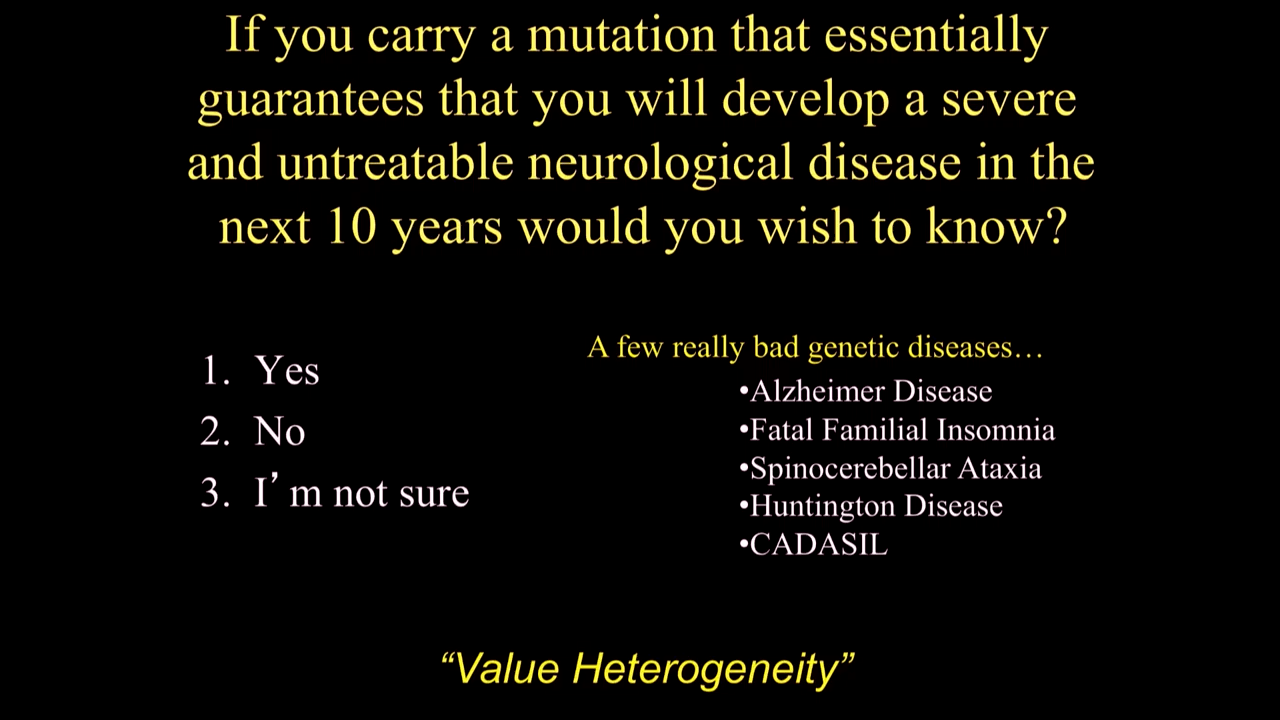 If you carry a mutation that essentially
guarantees that you will develop a severe
and untreatable neurological disease in the
next 10 years would you wish to know?
1. Yes
2. No
3. I’m not sure
A few really bad genetic diseases…
•Alzheimer Disease
•Fatal Familial Insomnia
•Spinocerebellar Ataxia
•Huntington Disease
•CADASIL
“Value Heterogeneity”